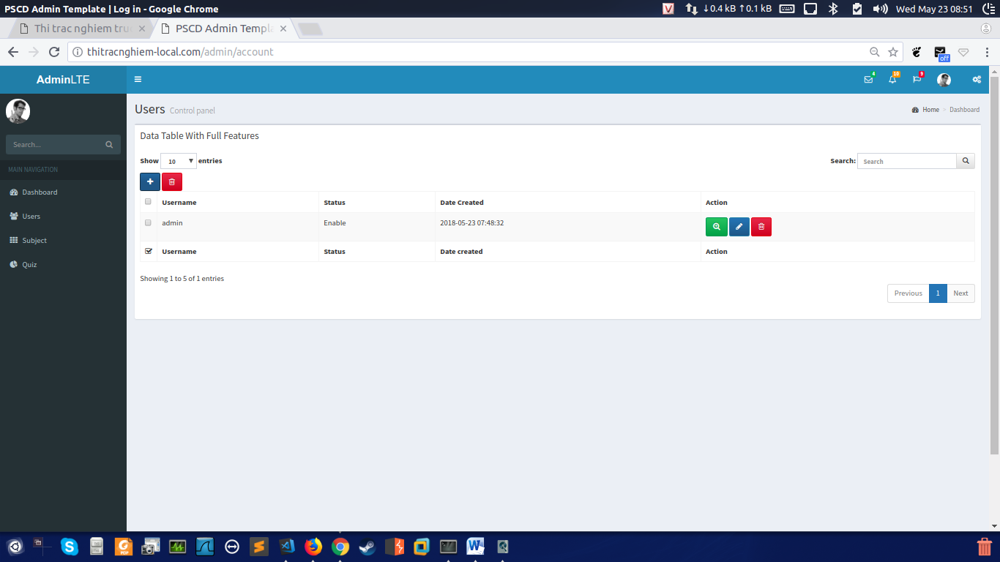 PSCD Admin Template | Log in - Google Chrome
↓0.4 kB ↑0.1 kB
Wed May 23 08:51
Thi trac nghiem tru
PSCD Admin Templa
thitracnghiem-local.com/admin/account
off
AdminLTE
4
10
9
Users Control panel
Home > Dashboard
Search...
MAIN NAVIGATION
Dashboard
Users
Subject
Quiz
Data Table With Full Features
Show 10 entries
Search: Search
Username Status Date Created Action
admin Enable 2018-05-23 07:48:32
Username Status Date created Action
Showing 1 to 5 of 1 entries
Previous 1 Next
PDF